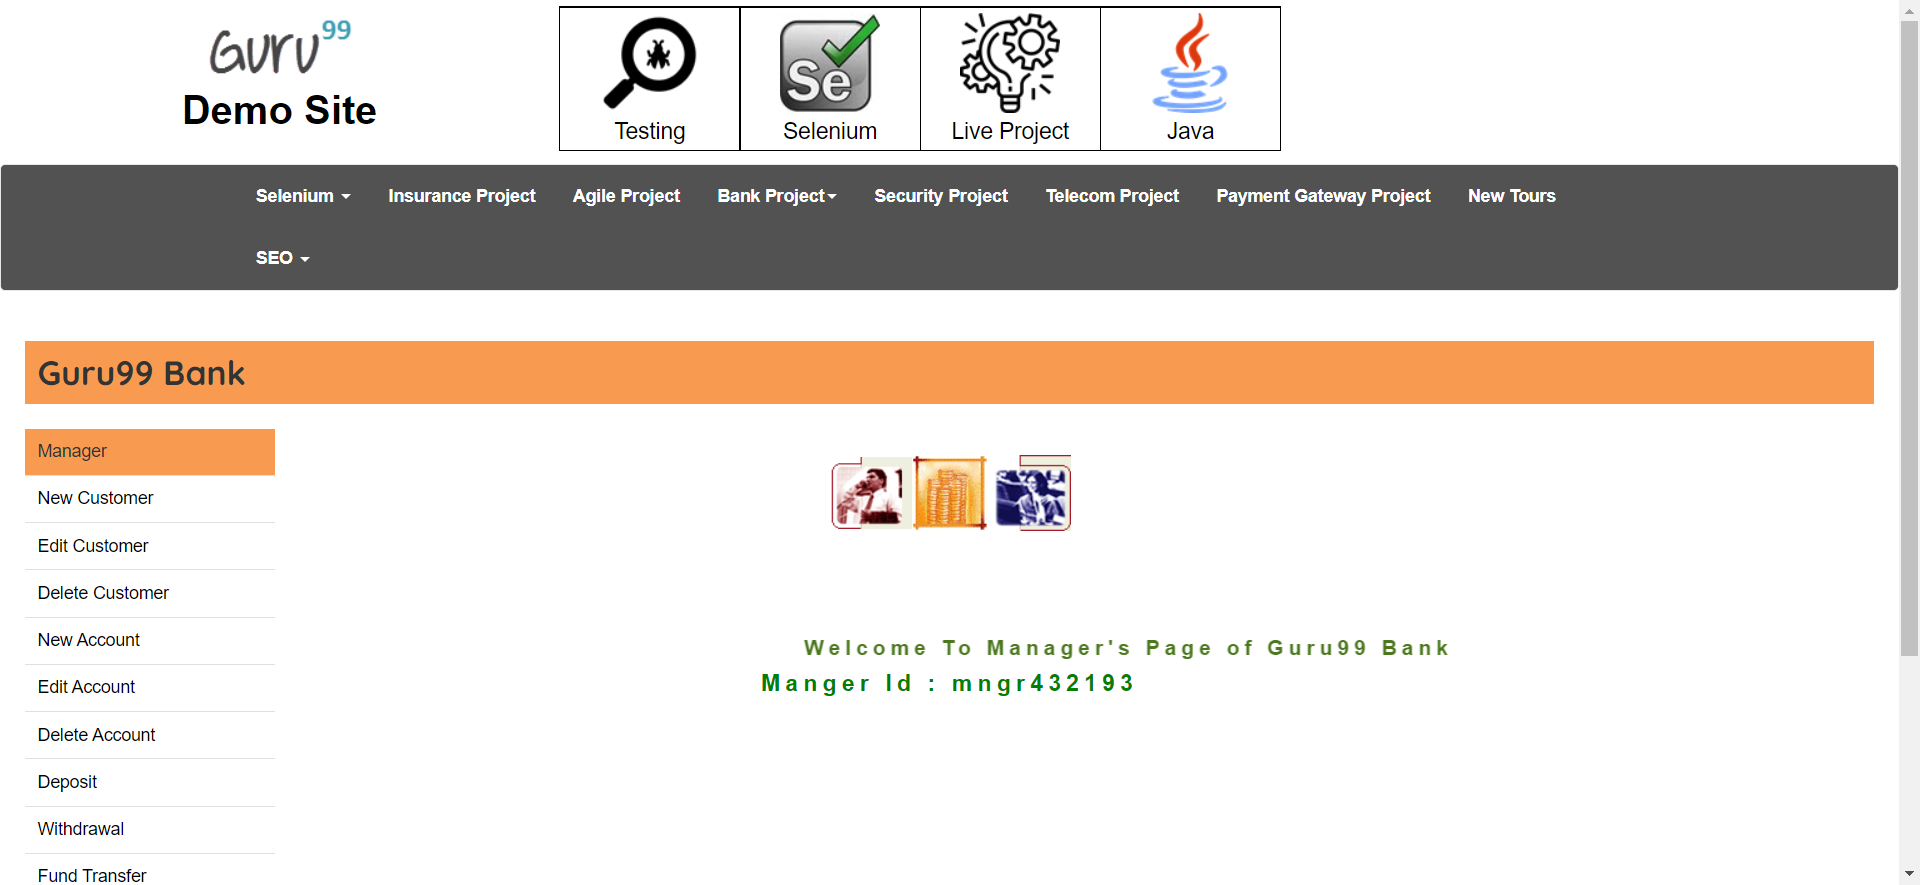 Guru99
Demo Site
Testing
Se
Selenium
Live Project
Java
Selenium
Insurance Project
Agile Project
Bank Project
Security Project
Telecom Project
Payment Gateway Project
New Tours
SEO
Guru99 Bank
Manager
New Customer
Edit Customer
Delete Customer
New Account
Edit Account
Delete Account
Deposit
Withdrawal
Fund Transfer
Welcome To Manager's Page of Guru99 Bank
Manger Id : mngr432193